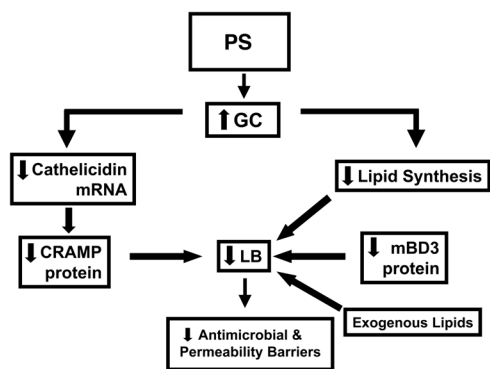 PS
GC
Cathelicidin
mRNA
Lipid Synthesis
CRAMP
protein
LB
mBD3
protein
Antimicrobial &
Permeability Barriers
Exogenous Lipids